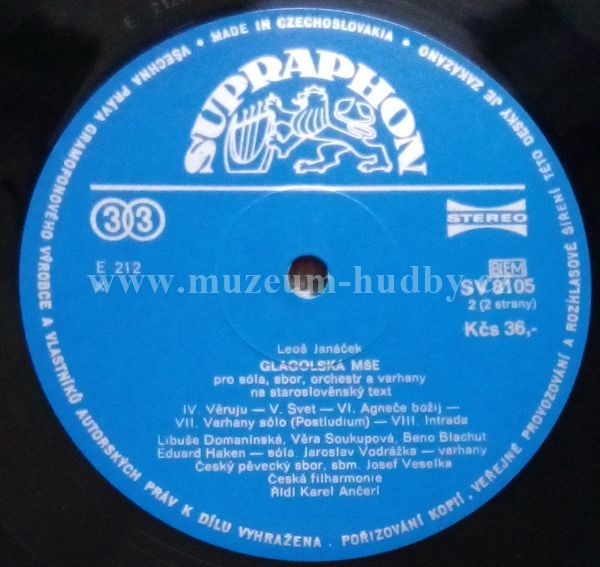 VŠECHNA PRÁVA GRAMOFONOVÉHO VÝROBCE A VLASTNÍKŮ AUTORSKÝCH PRÁV K DÍLU VYHRAŽENA. POŘIZOVÁNÍ KOPIÍ, VEŘEJNÉ PROVOZOVÁNÍ A ROZHLASOVÉ ŠÍŘENÍ TÉTO DESKY JE ZAKÁZÁNO • MADE IN CZECHOSLOVAKIA •
SUPRAPHON
33
STEREO
E 212
BIEM
www.muzeum-hudby.cz
SV 8105
2 (2 strany)
Kčs 36,-
Leoš Janáček
GLAGOLSKÁ MŠE
pro sóla, sbor, orchestr a varhany
na staroslověnský text
IV. Věruju — V. Svet — VI. Agneče božij —
VII. Varhany sólo (Postludium) — VIII. Intrada
Libuše Domanínská, Věra Soukupová, Beno Blachut
Eduard Haken — sóla. Jaroslav Vodrážka — varhany
Český pěvecký sbor, sbm. Josef Veselka
Česká filharmonie
Řídí Karel Ančerl